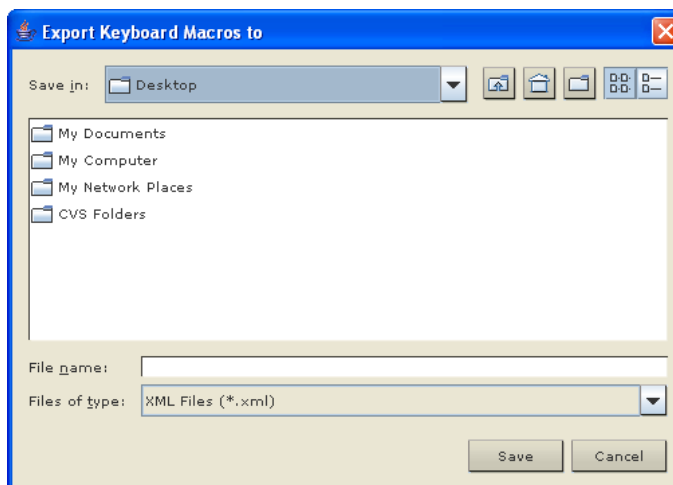 Export Keyboard Macros to
Save in: Desktop
My Documents
My Computer
My Network Places
CVS Folders
File name:
Files of type: XML Files (*.xml)
Save Cancel